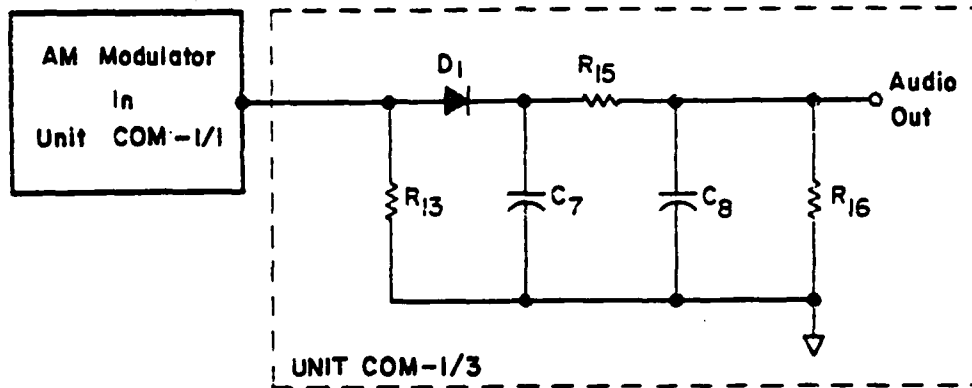 AM Modulator
In
Unit COM-1/1
D1
R15
Audio
Out
R13
C7
C8
R16
UNIT COM-1/3